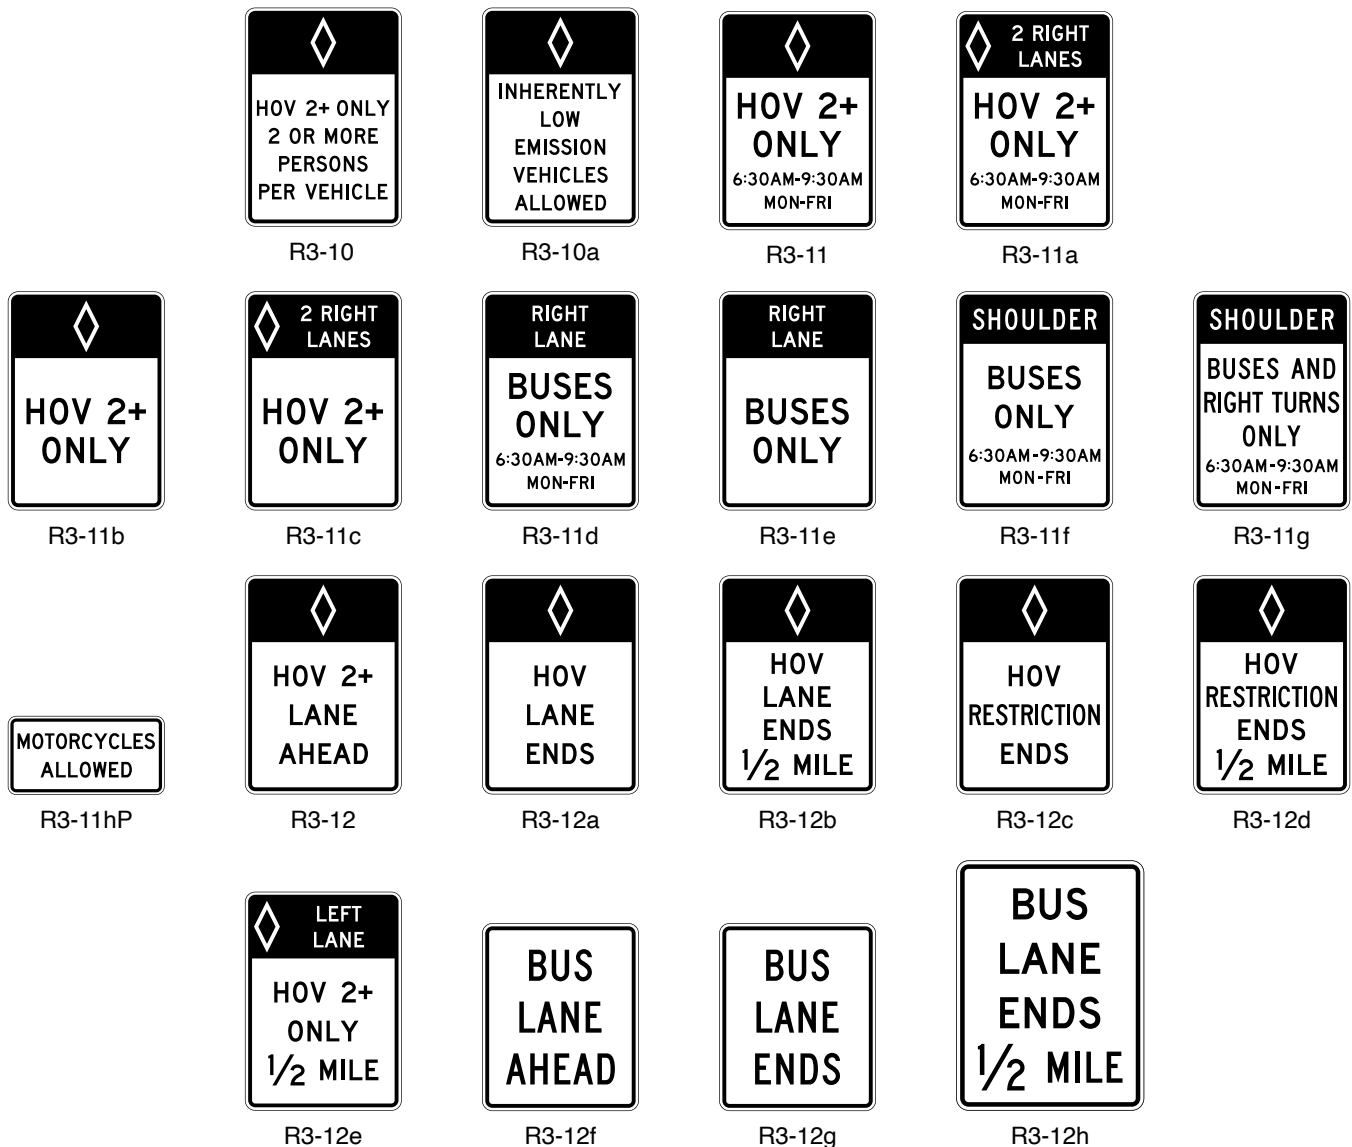 HOV 2+ ONLY
2 OR MORE
PERSONS
PER VEHICLE
R3-10
INHERENTLY
LOW
EMISSION
VEHICLES
ALLOWED
R3-10a
HOV 2+
ONLY
6:30AM-9:30AM
MON-FRI
R3-11
2 RIGHT
LANES
HOV 2+
ONLY
6:30AM-9:30AM
MON-FRI
R3-11a
HOV 2+
ONLY
R3-11b
2 RIGHT
LANES
HOV 2+
ONLY
R3-11c
RIGHT
LANE
BUSES
ONLY
6:30AM-9:30AM
MON-FRI
R3-11d
RIGHT
LANE
BUSES
ONLY
R3-11e
SHOULDER
BUSES
ONLY
6:30AM-9:30AM
MON-FRI
R3-11f
SHOULDER
BUSES AND
RIGHT TURNS
ONLY
6:30AM-9:30AM
MON-FRI
R3-11g
MOTORCYCLES
ALLOWED
R3-11hP
HOV 2+
LANE
AHEAD
R3-12
HOV
LANE
ENDS
R3-12a
HOV
LANE
ENDS
1/2 MILE
R3-12b
HOV
RESTRICTION
ENDS
R3-12c
HOV
RESTRICTION
ENDS
1/2 MILE
R3-12d
LEFT
LANE
HOV 2+
ONLY
1/2 MILE
R3-12e
BUS
LANE
AHEAD
R3-12f
BUS
LANE
ENDS
R3-12g
BUS
LANE
ENDS
1/2 MILE
R3-12h